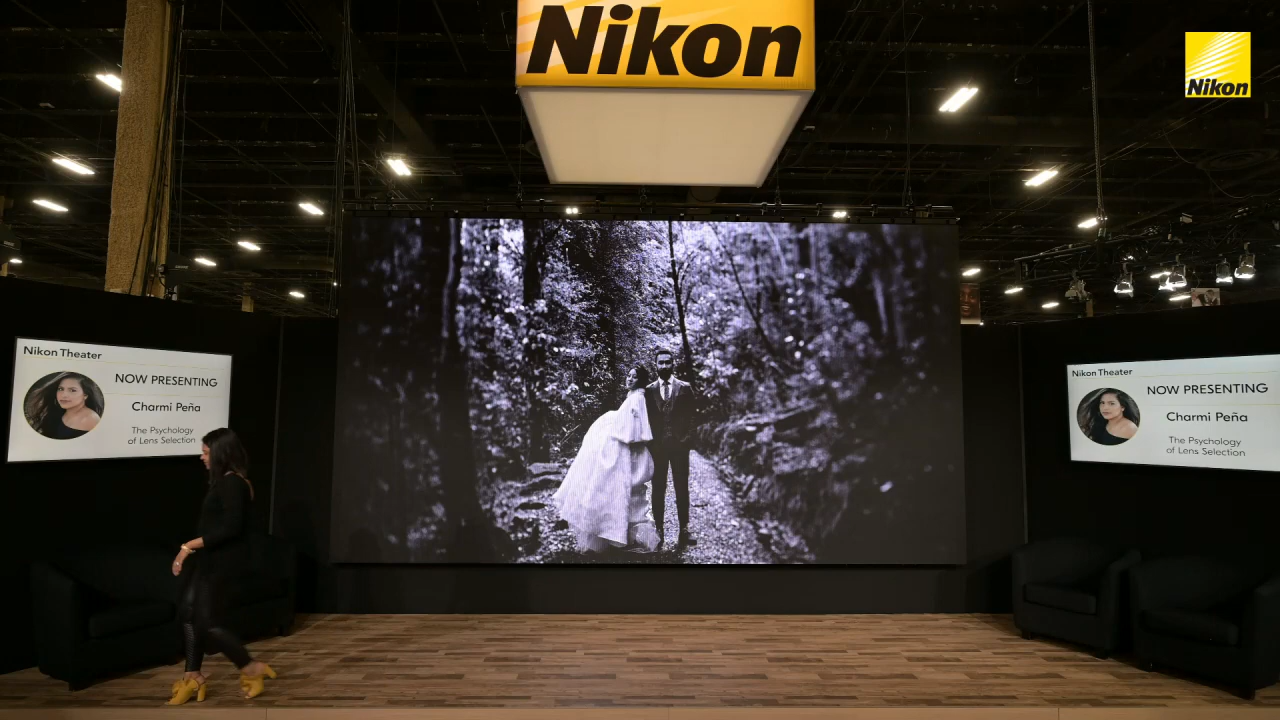 Nikon
Nikon
Nikon Theater
NOW PRESENTING
Charmi Peña
The Psychology
of Lens Selection
Nikon Theater
NOW PRESENTING
Charmi Peña
The Psychology
of Lens Selection